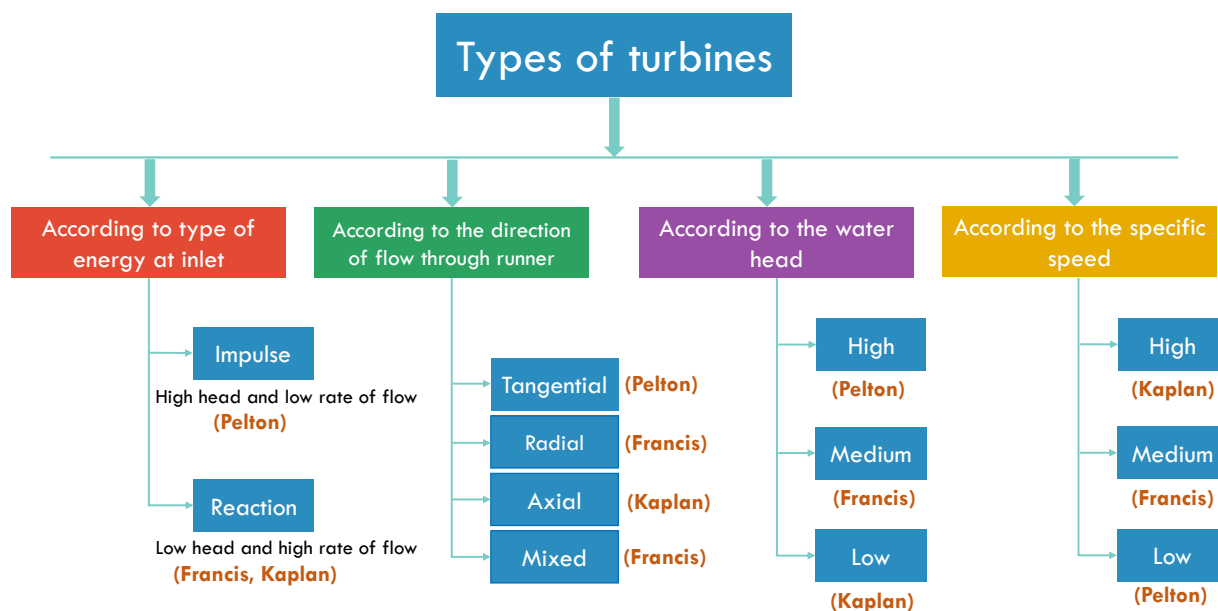 Types of turbines
According to type of
energy at inlet
Impulse
High head and low rate of flow
(Pelton)
Reaction
Low head and high rate of flow
(Francis, Kaplan)
According to the direction
of flow through runner
Tangential (Pelton)
Radial (Francis)
Axial (Kaplan)
Mixed (Francis)
According to the water
head
High
(Pelton)
Medium
(Francis)
Low
(Kaplan)
According to the specific
speed
High
(Kaplan)
Medium
(Francis)
Low
(Pelton)